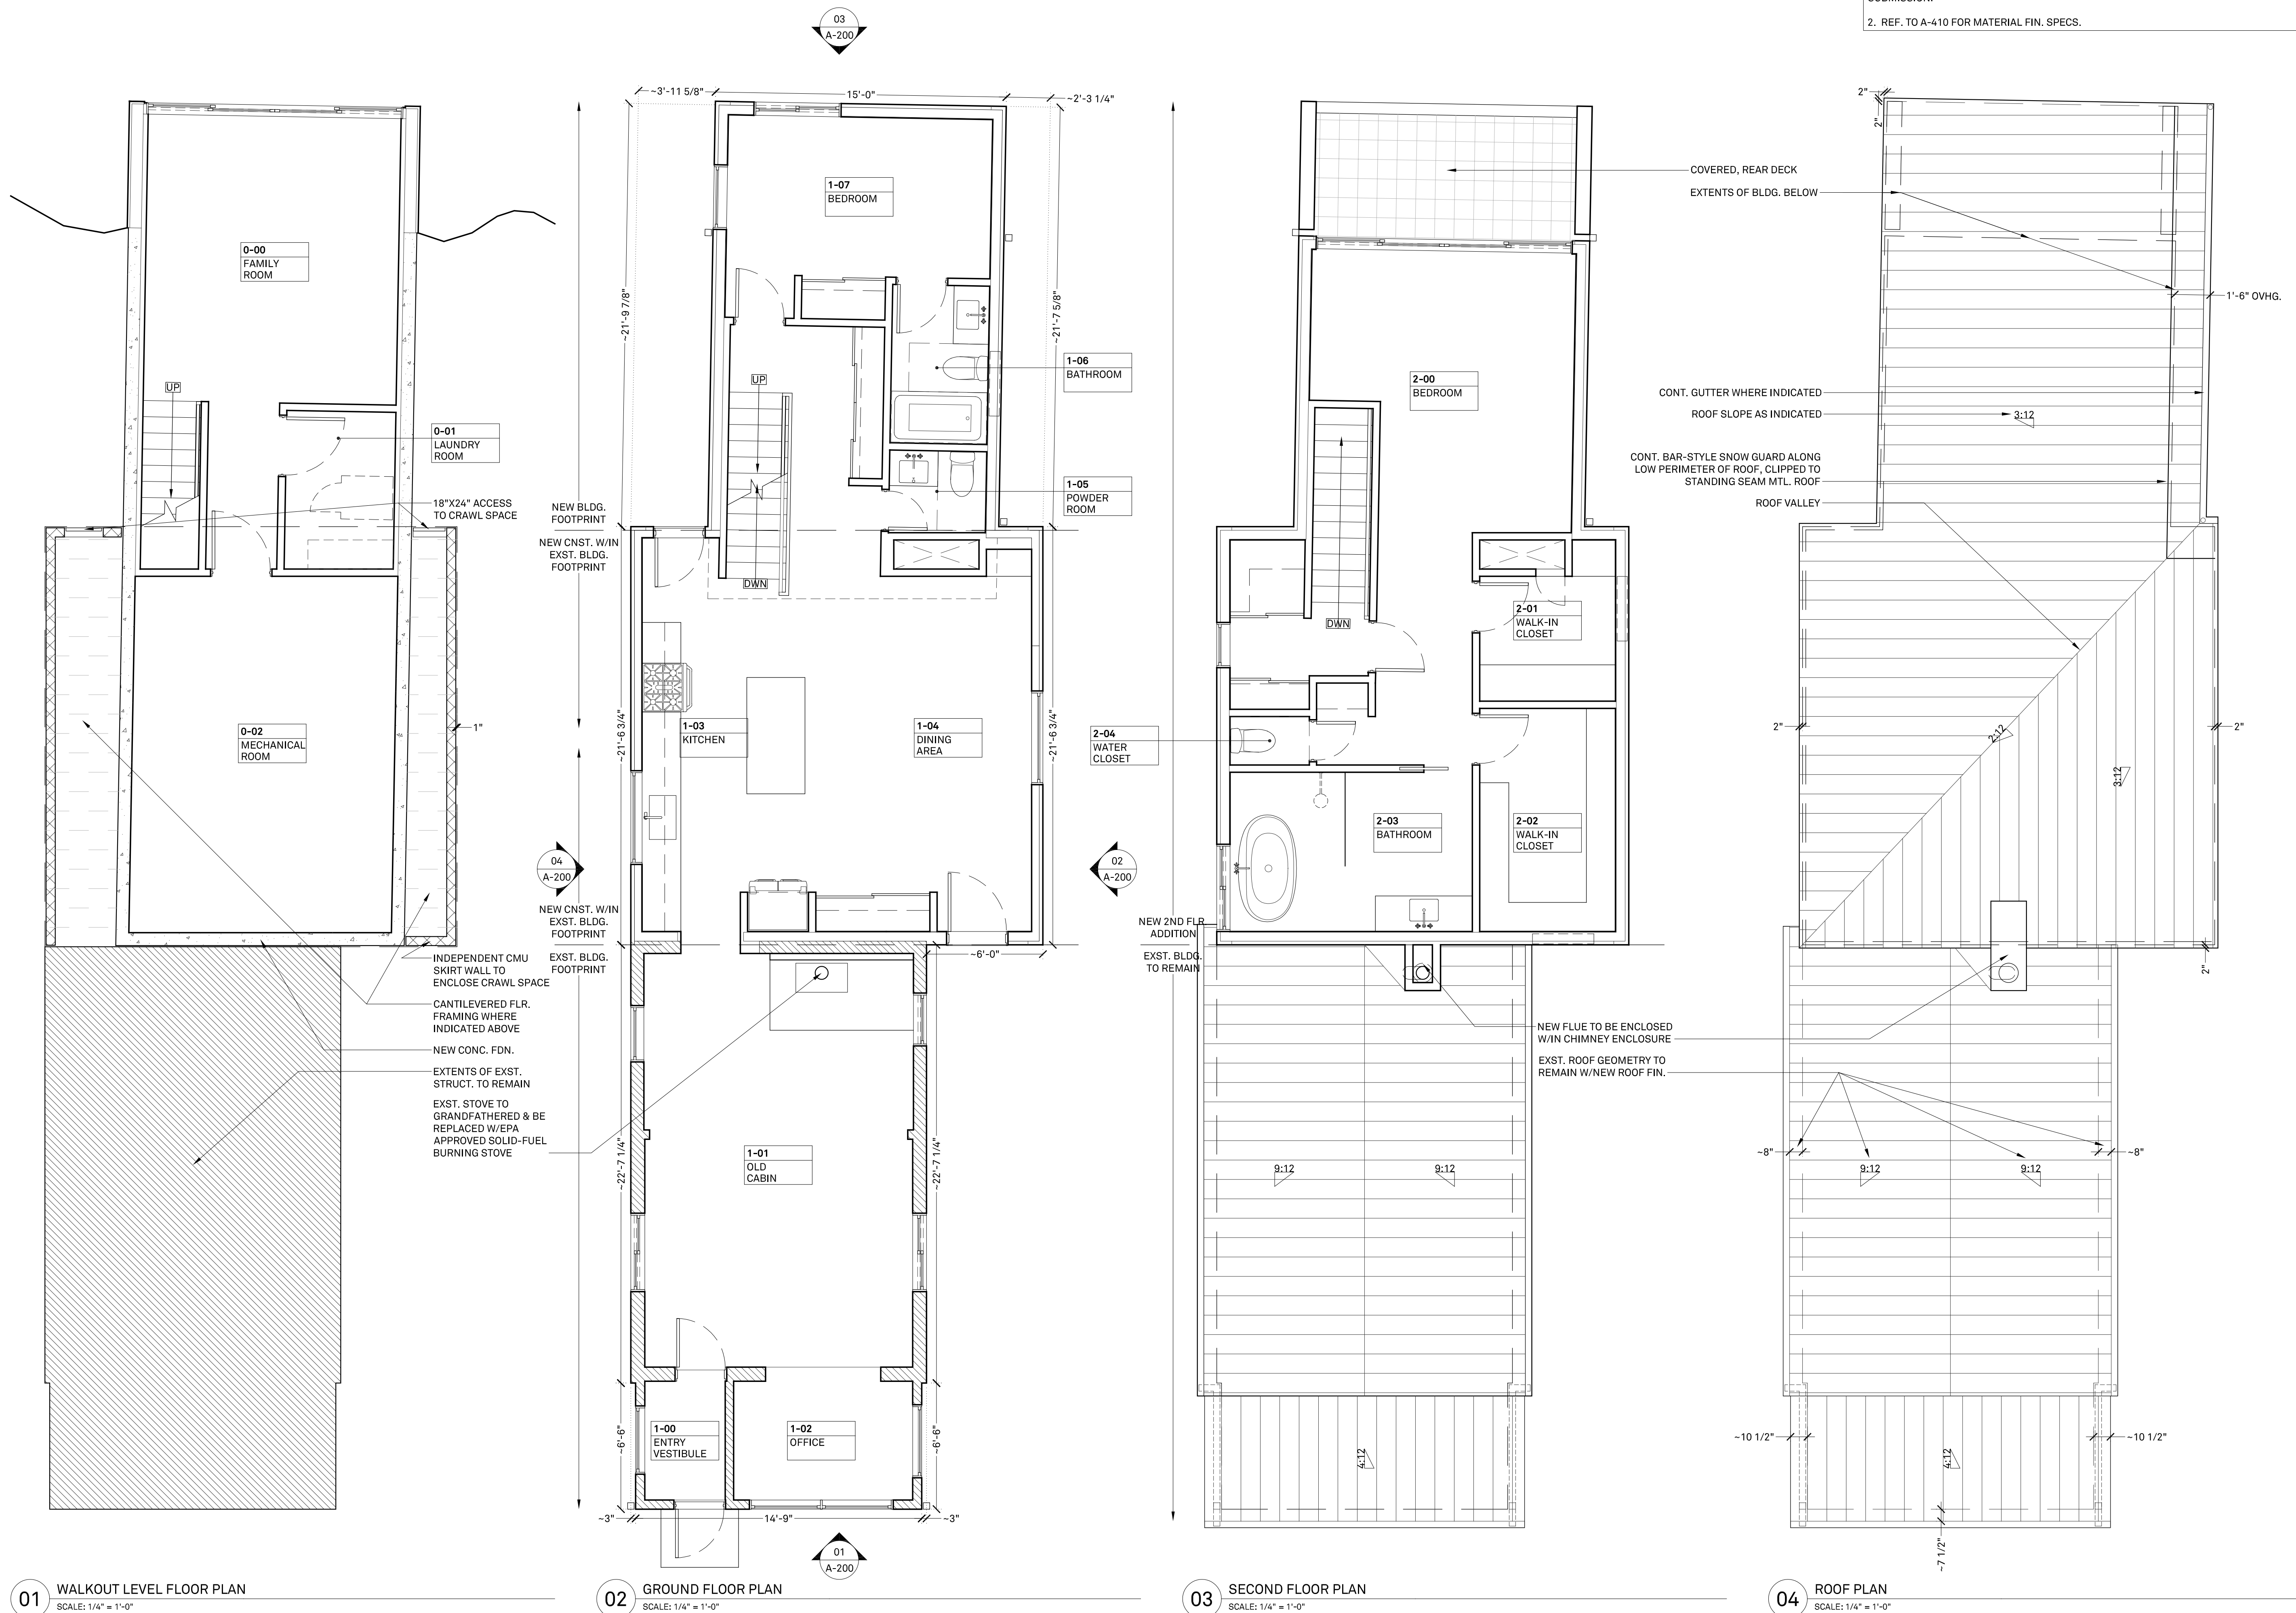 SUBMISSION.
2. REF. TO A-410 FOR MATERIAL FIN. SPECS.
03
A-200
0-00
FAMILY
ROOM
UP
0-01
LAUNDRY
ROOM
18"X24" ACCESS
TO CRAWL SPACE
0-02
MECHANICAL
ROOM
1"
INDEPENDENT CMU
SKIRT WALL TO
ENCLOSE CRAWL SPACE
CANTILEVERED FLR.
FRAMING WHERE
INDICATED ABOVE
NEW CONC. FDN.
EXTENTS OF EXST.
STRUCT. TO REMAIN
EXST. STOVE TO
GRANDFATHERED & BE
REPLACED W/EPA
APPROVED SOLID-FUEL
BURNING STOVE
01
WALKOUT LEVEL FLOOR PLAN
SCALE: 1/4" = 1'-0"
~3'-11 5/8"
15'-0"
~2'-3 1/4"
1-07
BEDROOM
~21'-9 7/8"
~21'-7 5/8"
1-06
BATHROOM
UP
1-05
POWDER
ROOM
NEW BLDG.
FOOTPRINT
NEW CNST. W/IN
EXST. BLDG.
FOOTPRINT
DWN
~21'-6 3/4"
1-03
KITCHEN
1-04
DINING
AREA
~21'-6 3/4"
04
A-200
02
A-200
NEW CNST. W/IN
EXST. BLDG.
FOOTPRINT
EXST. BLDG.
FOOTPRINT
~6'-0"
~22'-7 1/4"
1-01
OLD
CABIN
~22'-7 1/4"
~6'-6"
1-00
ENTRY
VESTIBULE
1-02
OFFICE
~6'-6"
~3"
14'-9"
~3"
01
A-200
02
GROUND FLOOR PLAN
SCALE: 1/4" = 1'-0"
2-00
BEDROOM
DWN
2-01
WALK-IN
CLOSET
2-04
WATER
CLOSET
2-03
BATHROOM
2-02
WALK-IN
CLOSET
NEW 2ND FLR.
ADDITION
EXST. BLDG.
TO REMAIN
9:12
9:12
4:12
03
SECOND FLOOR PLAN
SCALE: 1/4" = 1'-0"
COVERED, REAR DECK
EXTENTS OF BLDG. BELOW
CONT. GUTTER WHERE INDICATED
ROOF SLOPE AS INDICATED
CONT. BAR-STYLE SNOW GUARD ALONG
LOW PERIMETER OF ROOF, CLIPPED TO
STANDING SEAM MTL. ROOF
ROOF VALLEY
NEW FLUE TO BE ENCLOSED
W/IN CHIMNEY ENCLOSURE
EXST. ROOF GEOMETRY TO
REMAIN W/NEW ROOF FIN.
2"
2"
1'-6" OVHG.
3:12
2"
2:12
3:12
2"
2"
~8"
9:12
9:12
~8"
~10 1/2"
4:12
~10 1/2"
~7 1/2"
04
ROOF PLAN
SCALE: 1/4" = 1'-0"